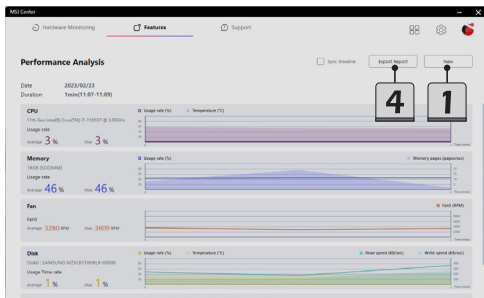 MSI Center
Hardware Monitoring
Features
Support
Performance Analysis
Sync timeline
Export Report
New
Date 2023/02/23
Duration 1min(11:07-11:09)
4
1
CPU
Usage rate (%)
Temperature (°C)
Usage rate
Average 3 % Max 3 %
Memory
Usage rate (%)
Memory pages (pages/sec)
16GB (SODIMM)
Usage rate
Average 46 % Max 46 %
Fan
Fan3 (RPM)
Average 3280 RPM Max 3609 RPM
Disk
Usage rate (%)
Temperature (°C)
Read speed (KB/sec)
Write speed (KB/sec)
Usage Time rate
Average 1 % Max 1 %